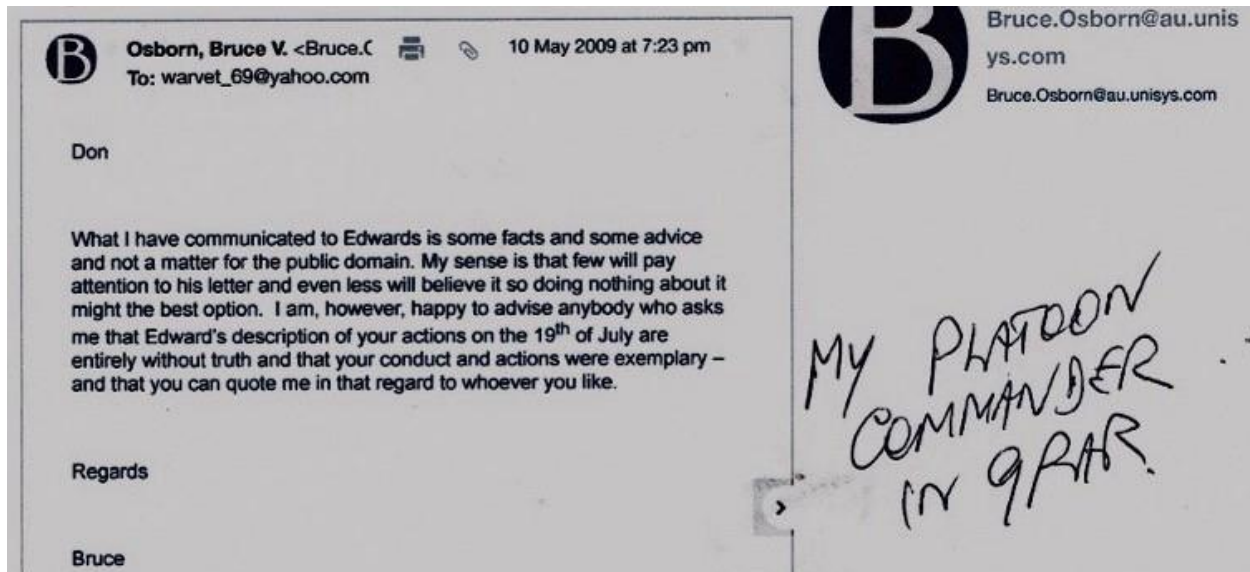 B
Osborn, Bruce V. <Bruce.C
10 May 2009 at 7:23 pm
To: warvet_69@yahoo.com
Don
What I have communicated to Edwards is some facts and some advice
and not a matter for the public domain. My sense is that few will pay
attention to his letter and even less will believe it so doing nothing about it
might the best option. I am, however, happy to advise anybody who asks
me that Edward's description of your actions on the 19th of July are
entirely without truth and that your conduct and actions were exemplary –
and that you can quote me in that regard to whoever you like.
Regards
Bruce
B
Bruce.Osborn@au.unis
ys.com
Bruce.Osborn@au.unisys.com
MY PLATOON
COMMANDER
IN 9RAR.